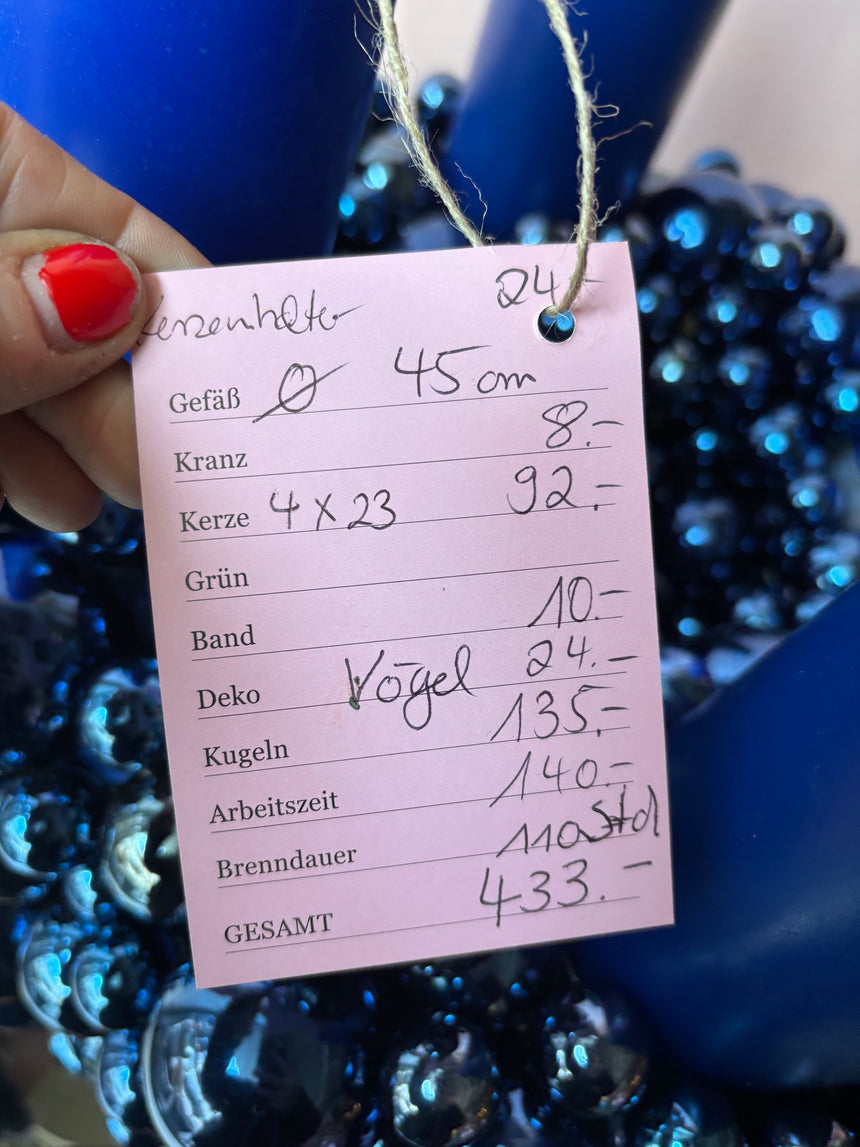 Kerzenhalter 24.-
Gefäß Ø 45 cm
Kranz 8.-
Kerze 4 x 23 92.-
Grün
Band 10.-
Deko Vögel 24.-
Kugeln 135.-
Arbeitszeit 140.-
Brenndauer 110 Std
GESAMT 433.-